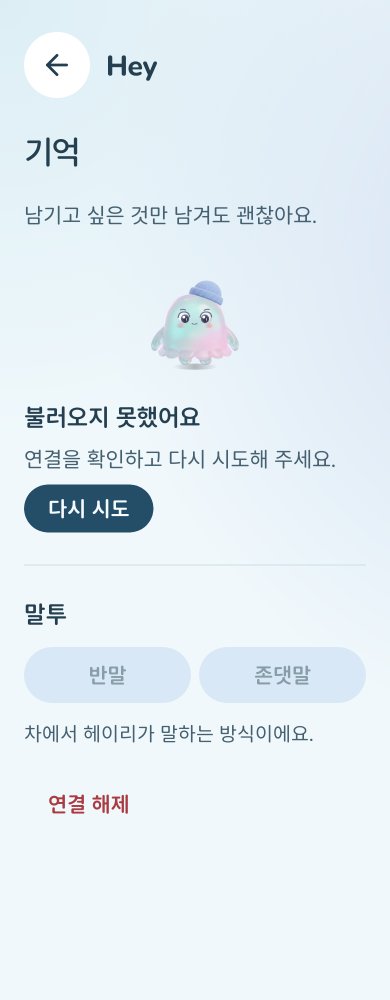 Hey
기억
남기고 싶은 것만 남겨도 괜찮아요.
불러오지 못했어요
연결을 확인하고 다시 시도해 주세요.
다시 시도
말투
반말
존댓말
차에서 헤이리가 말하는 방식이에요.
연결 해제